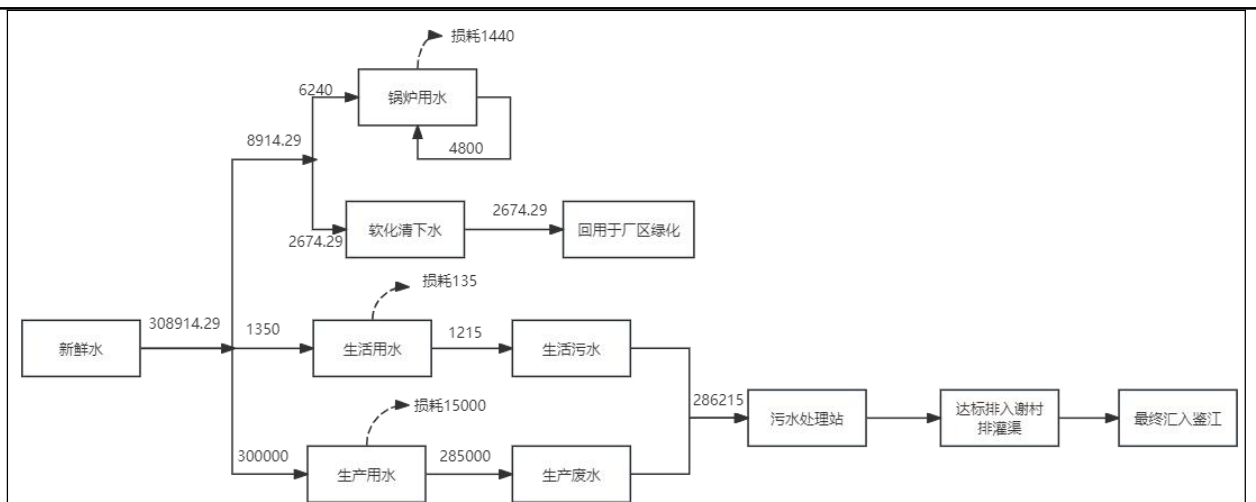 损耗1440
6240
锅炉用水
8914.29
4800
2674.29
软化清下水
2674.29
回用于厂区绿化
损耗135
新鲜水
308914.29
1350
生活用水
1215
生活污水
损耗15000
286215
污水处理站
达标排入谢村
排灌渠
最终汇入鉴江
300000
生产用水
285000
生产废水